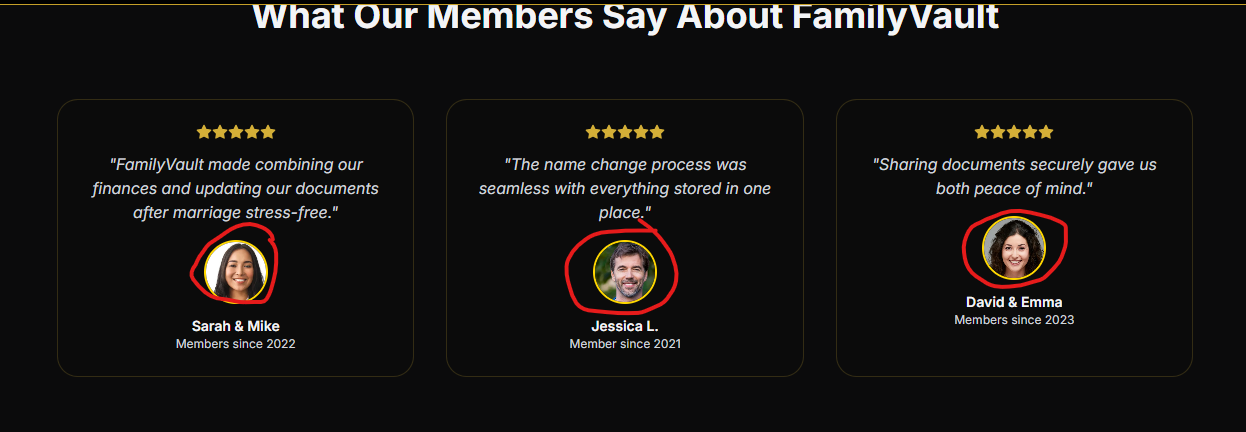 What Our Members Say About FamilyVault
"FamilyVault made combining our
finances and updating our documents
after marriage stress-free."
Sarah & Mike
Members since 2022
"The name change process was
seamless with everything stored in one
place."
Jessica L.
Member since 2021
"Sharing documents securely gave us
both peace of mind."
David & Emma
Members since 2023